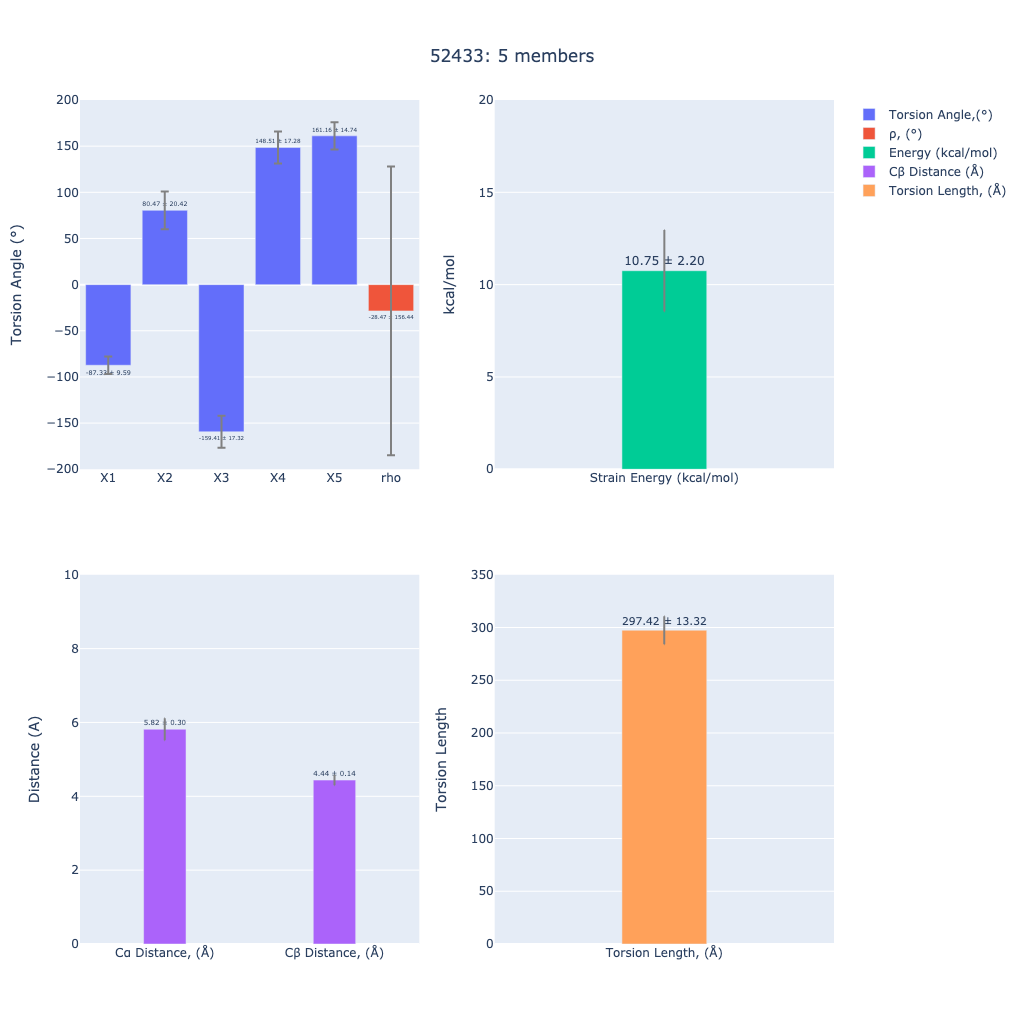 52433: 5 members
Torsion Angle (°)
200
150
100
50
0
−50
−100
−150
−200
-87.32 ± 9.59
80.47 ± 20.42
-159.41 ± 17.32
148.51 ± 17.28
161.16 ± 14.74
-28.47 ± 156.44
X1
X2
X3
X4
X5
rho
kcal/mol
20
15
10
5
0
10.75 ± 2.20
Strain Energy (kcal/mol)
Torsion Angle,(°)
ρ, (°)
Energy (kcal/mol)
Cβ Distance (Å)
Torsion Length, (Å)
Distance (A)
10
8
6
4
2
0
5.82 ± 0.30
4.44 ± 0.14
Cα Distance, (Å)
Cβ Distance, (Å)
Torsion Length
350
300
250
200
150
100
50
0
297.42 ± 13.32
Torsion Length, (Å)